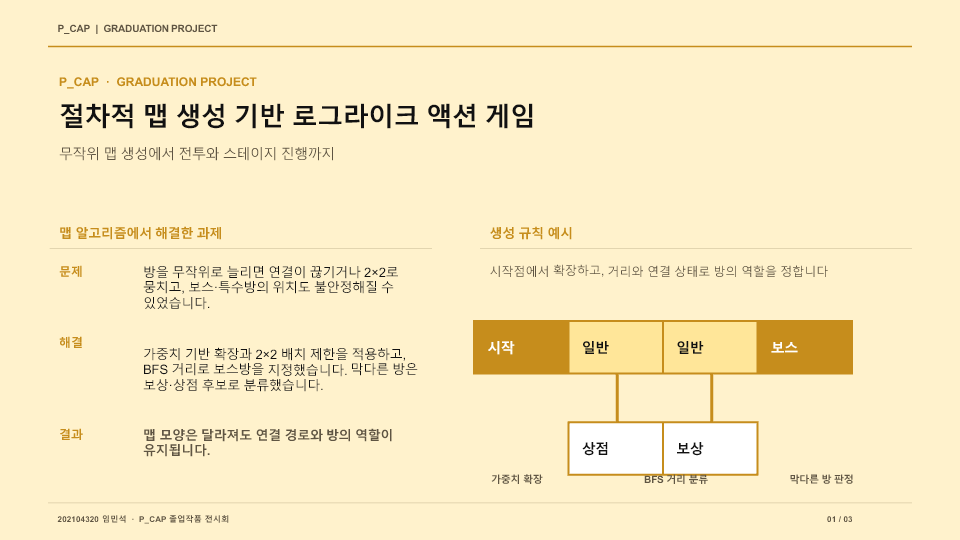 P_CAP | GRADUATION PROJECT
P_CAP · GRADUATION PROJECT
절차적 맵 생성 기반 로그라이크 액션 게임
무작위 맵 생성에서 전투와 스테이지 진행까지
맵 알고리즘에서 해결한 과제
문제
방을 무작위로 늘리면 연결이 끊기거나 2×2로
뭉치고, 보스·특수방의 위치도 불안정해질 수
있었습니다.
해결
가중치 기반 확장과 2×2 배치 제한을 적용하고,
BFS 거리로 보스방을 지정했습니다. 막다른 방은
보상·상점 후보로 분류했습니다.
결과
맵 모양은 달라져도 연결 경로와 방의 역할이
유지됩니다.
생성 규칙 예시
시작점에서 확장하고, 거리와 연결 상태로 방의 역할을 정합니다
시작 일반 일반 보스
상점 보상
가중치 확장 BFS 거리 분류 막다른 방 판정
202104320 임민석 · P_CAP 졸업작품 전시회
01 / 03